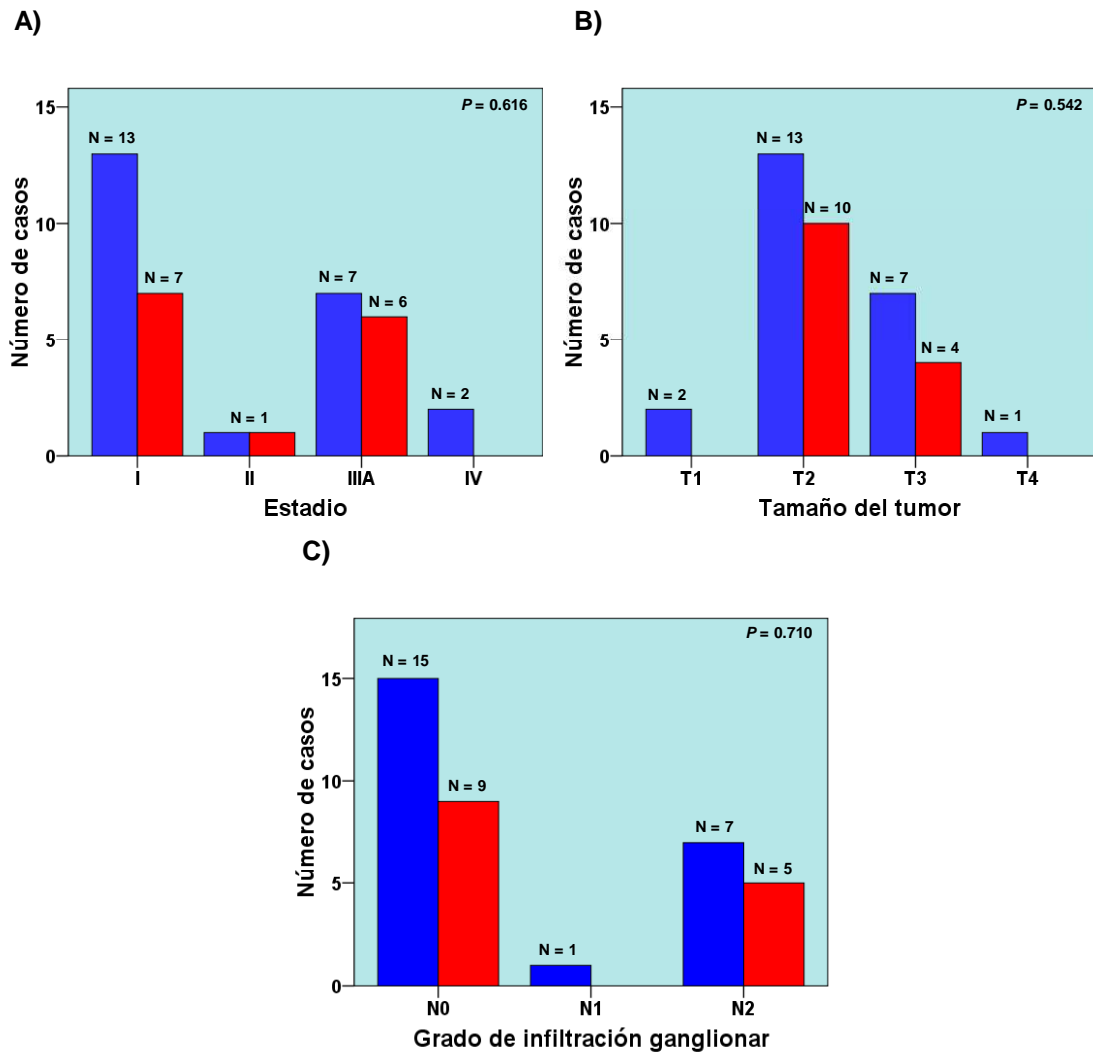 A)
P = 0.616
Número de casos
15
10
5
0
N = 13
N = 7
N = 1
N = 7
N = 6
N = 2
I
II
IIIA
IV
Estadio
B)
P = 0.542
Número de casos
15
10
5
0
N = 2
N = 13
N = 10
N = 7
N = 4
N = 1
T1
T2
T3
T4
Tamaño del tumor
C)
P = 0.710
Número de casos
15
10
5
0
N = 15
N = 9
N = 1
N = 7
N = 5
N0
N1
N2
Grado de infiltración ganglionar